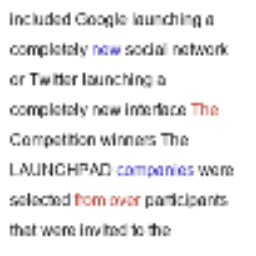 included Google launching a
completely new social network
or Twitter launching a
completely new interface The
Competition winners The
LAUNCHPAD companies were
selected from over participants
that were invited to the